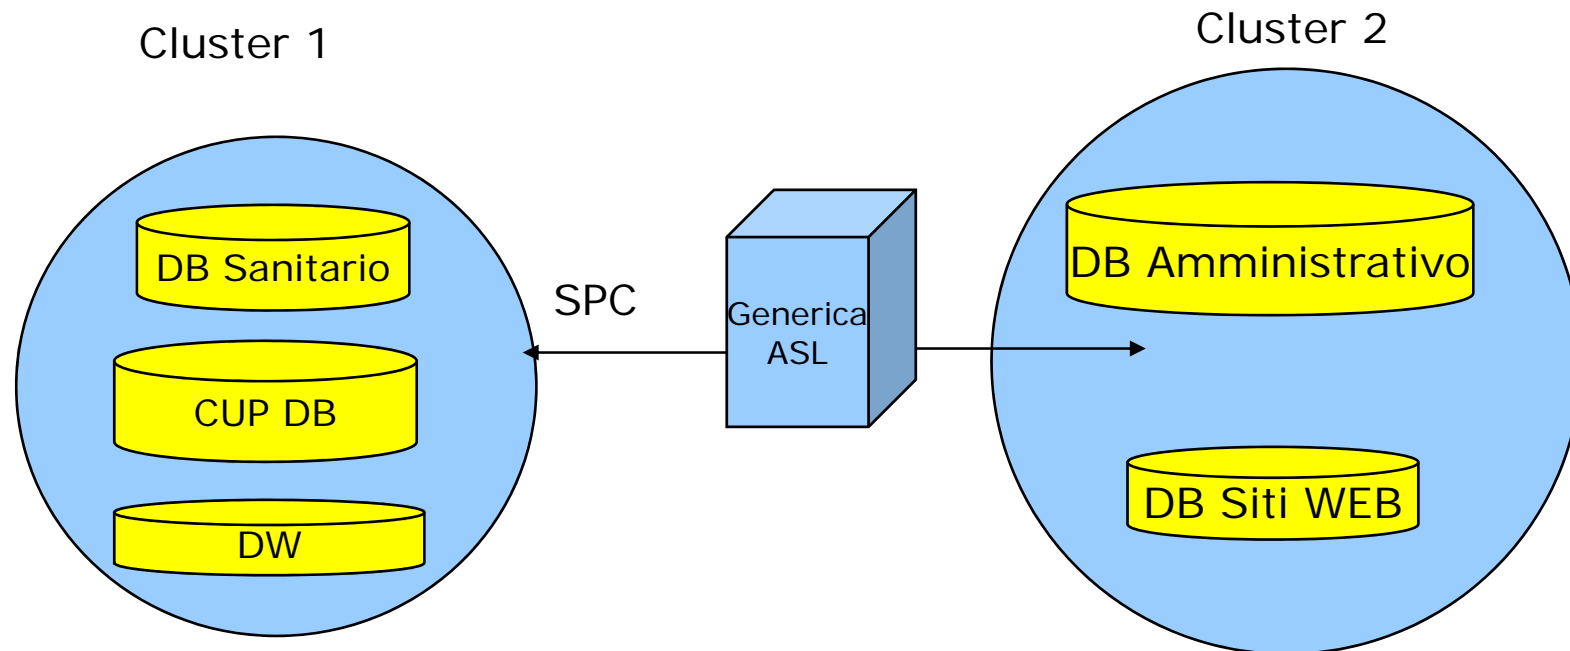 Cluster 1
Cluster 2
DB Sanitario
CUP DB
DW
SPC
Generica
ASL
DB Amministrativo
DB Siti WEB